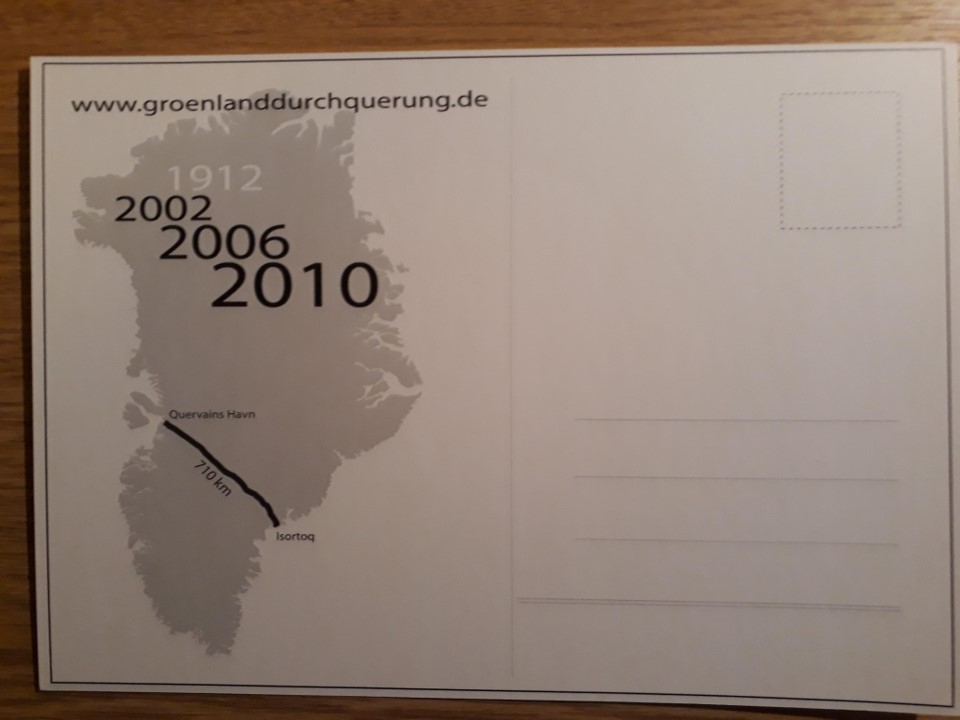 www.groenlanddurchquerung.de
1912
2002
2006
2010
Quervains Havn
710 km
Isortoq